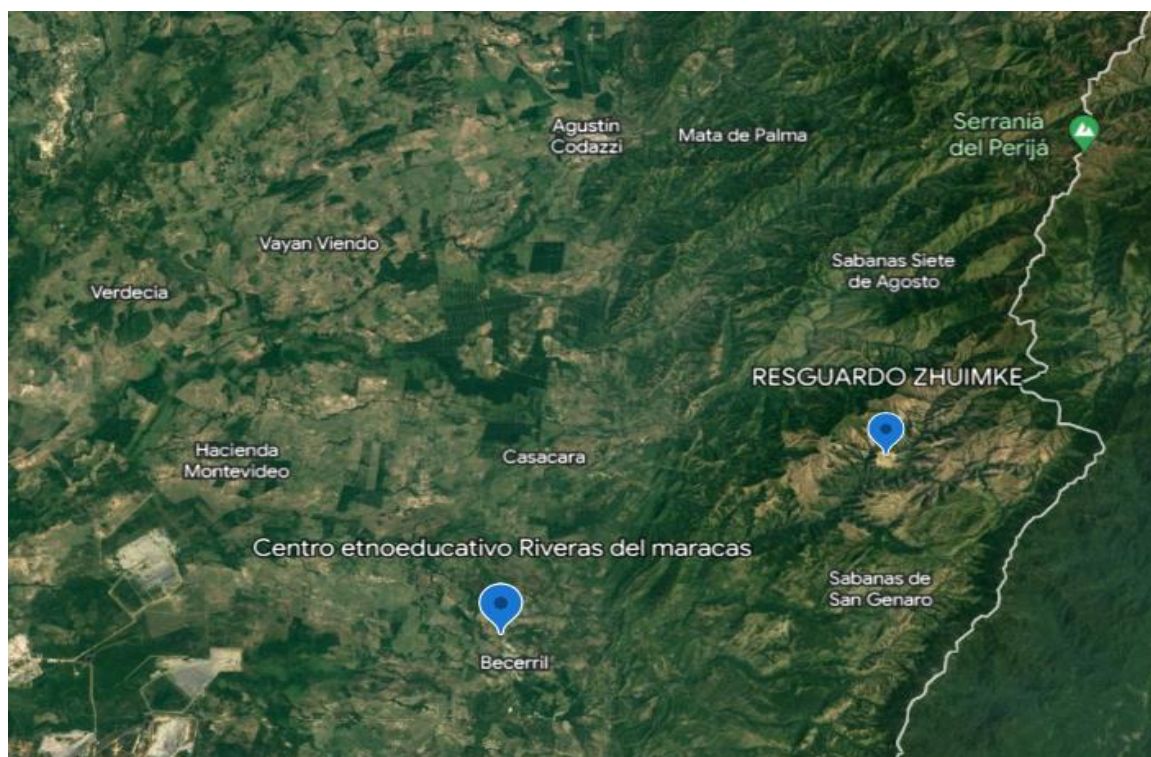 Agustín
Codazzi
Mata de Palma
Serranía
del Perijá
Vayan Viendo
Sabanas Siete
de Agosto
Verdecia
RESGUARDO ZHUIMKE
Hacienda
Montevideo
Casacara
Centro etnoeducativo Riveras del maracas
Sabanas de
San Genaro
Becerril